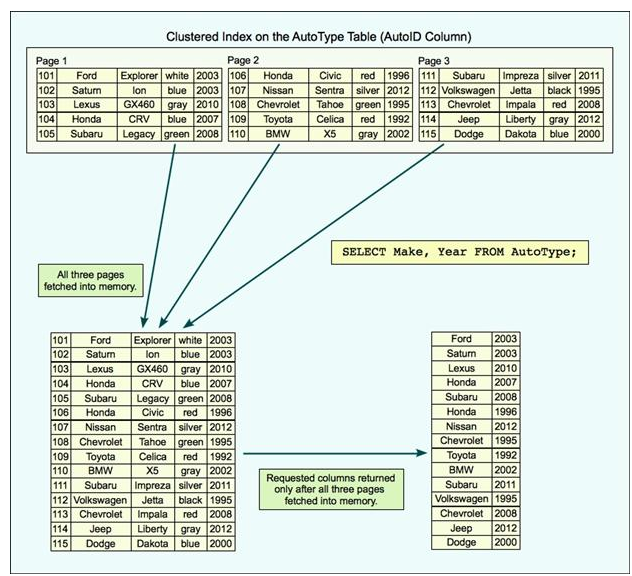 Clustered Index on the AutoType Table (AutoID Column)
Page 1
101 Ford Explorer white 2003
102 Saturn Ion blue 2003
103 Lexus GX460 gray 2010
104 Honda CRV blue 2007
105 Subaru Legacy green 2008
Page 2
106 Honda Civic red 1996
107 Nissan Sentra silver 2012
108 Chevrolet Tahoe green 1995
109 Toyota Celica red 1992
110 BMW X5 gray 2002
Page 3
111 Subaru Impreza silver 2011
112 Volkswagen Jetta black 1995
113 Chevrolet Impala red 2008
114 Jeep Liberty gray 2012
115 Dodge Dakota blue 2000
SELECT Make, Year FROM AutoType;
All three pages
fetched into memory.
101 Ford Explorer white 2003
102 Saturn Ion blue 2003
103 Lexus GX460 gray 2010
104 Honda CRV blue 2007
105 Subaru Legacy green 2008
106 Honda Civic red 1996
107 Nissan Sentra silver 2012
108 Chevrolet Tahoe green 1995
109 Toyota Celica red 1992
110 BMW X5 gray 2002
111 Subaru Impreza silver 2011
112 Volkswagen Jetta black 1995
113 Chevrolet Impala red 2008
114 Jeep Liberty gray 2012
115 Dodge Dakota blue 2000
Requested columns returned
only after all three pages
fetched into memory.
Ford 2003
Saturn 2003
Lexus 2010
Honda 2007
Subaru 2008
Honda 1996
Nissan 2012
Chevrolet 1995
Toyota 1992
BMW 2002
Subaru 2011
Volkswagen 1995
Chevrolet 2008
Jeep 2012
Dodge 2000